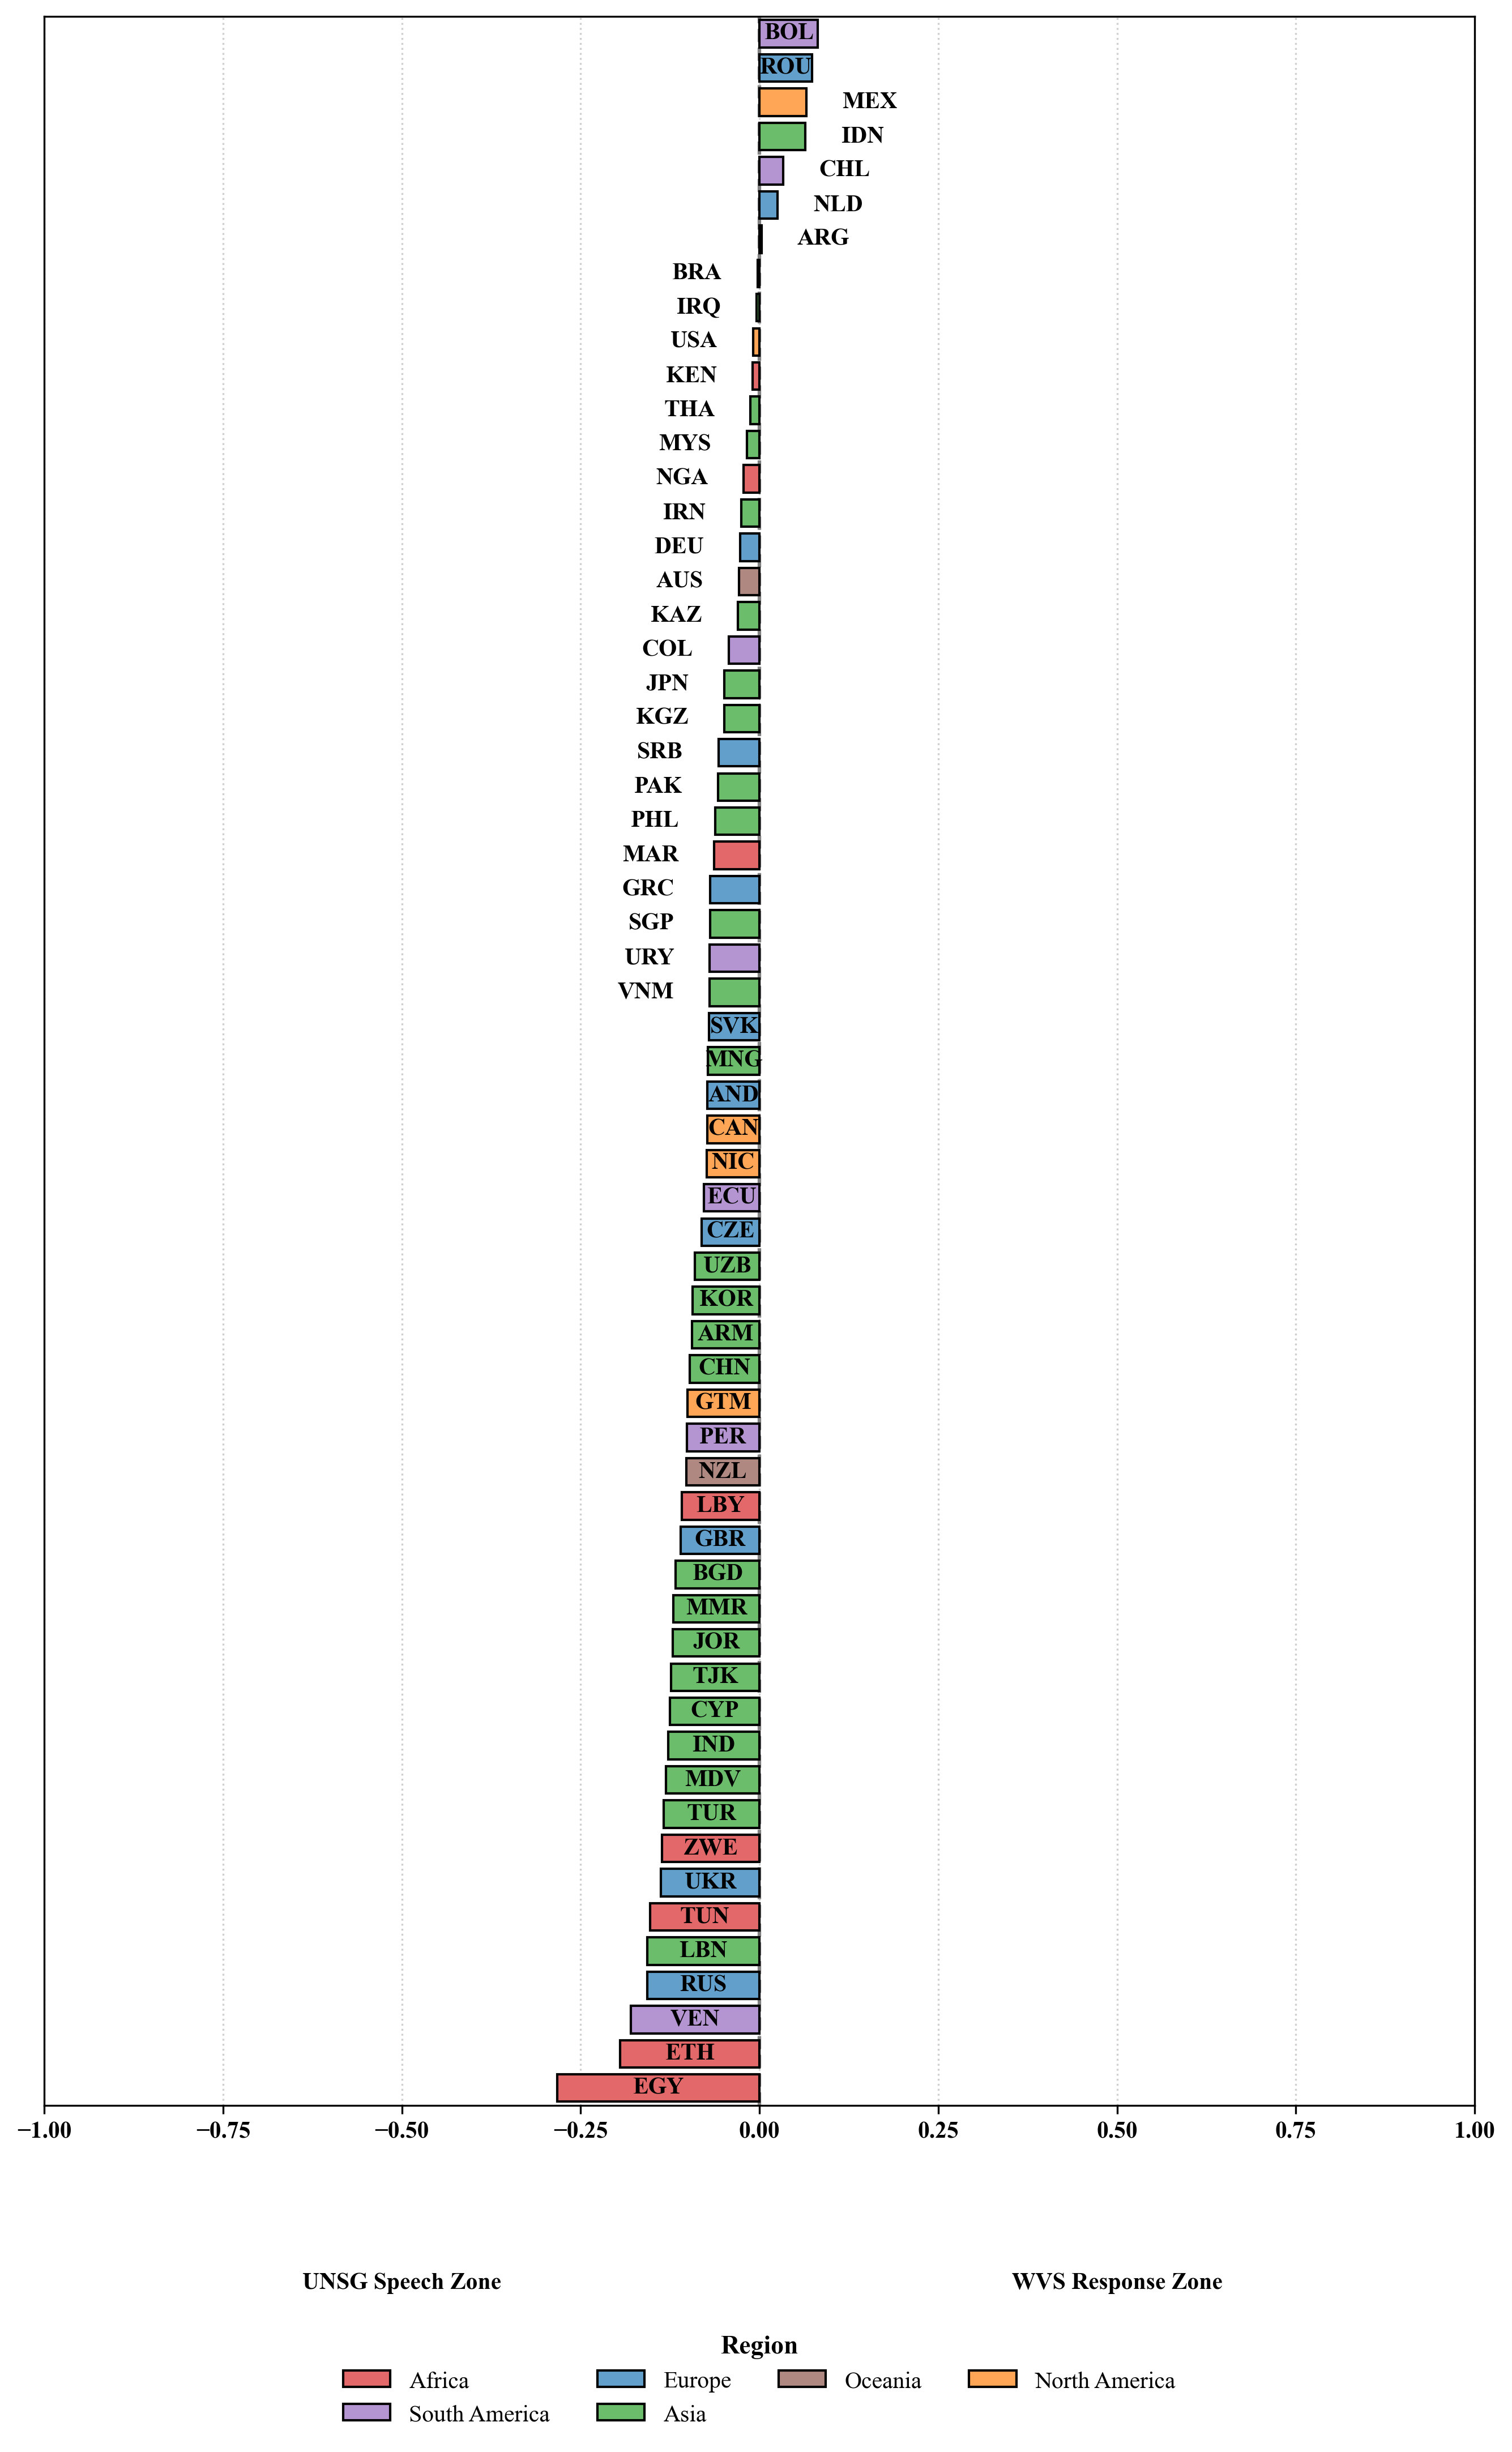 BOL
ROU
MEX
IDN
CHL
NLD
ARG
BRA
IRQ
USA
KEN
THA
MYS
NGA
IRN
DEU
AUS
KAZ
COL
JPN
KGZ
SRB
PAK
PHL
MAR
GRC
SGP
URY
VNM
SVK
MNG
AND
CAN
NIC
ECU
CZE
UZB
KOR
ARM
CHN
GTM
PER
NZL
LBY
GBR
BGD
MMR
JOR
TJK
CYP
IND
MDV
TUR
ZWE
UKR
TUN
LBN
RUS
VEN
ETH
EGY
−1.00 −0.75 −0.50 −0.25 0.00 0.25 0.50 0.75 1.00
UNSG Speech Zone WVS Response Zone
Region
Africa Europe Oceania North America
South America Asia